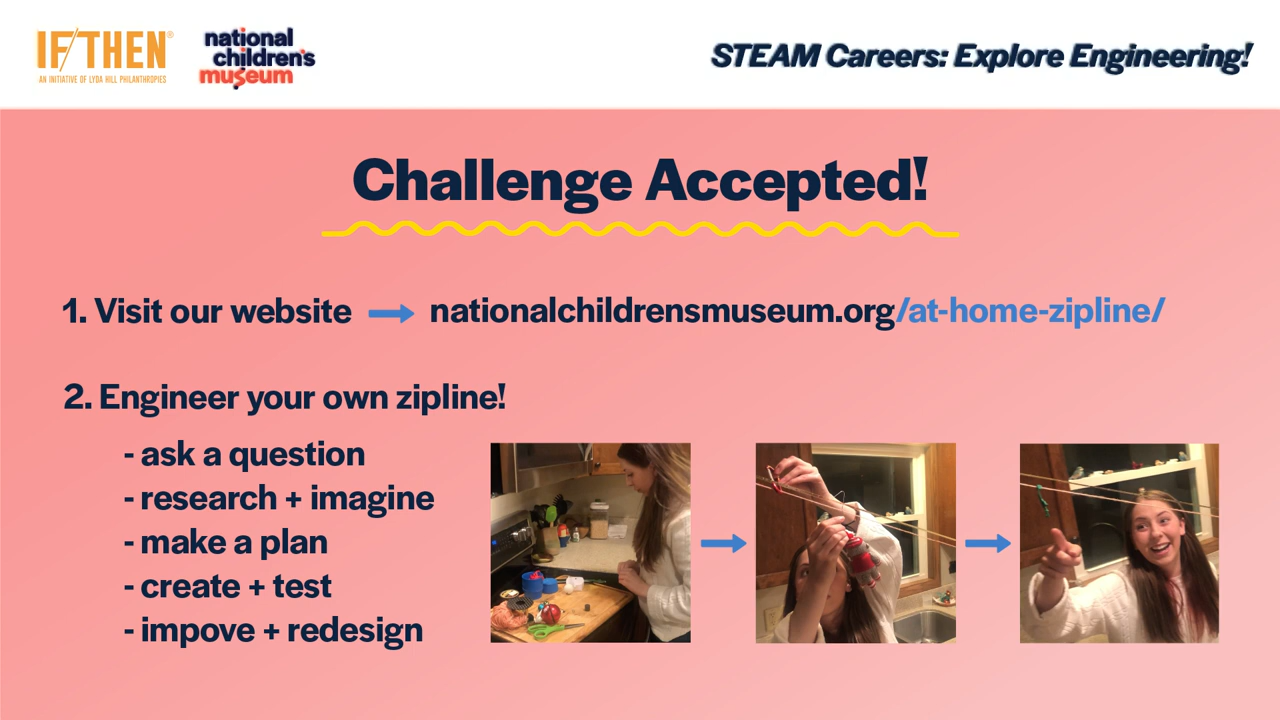 IF/THEN®
AN INITIATIVE OF LYDA HILL PHILANTHROPIES
national
children's
museum
STEAM Careers: Explore Engineering!
Challenge Accepted!
1. Visit our website → nationalchildrensmuseum.org/at-home-zipline/
2. Engineer your own zipline!
- ask a question
- research + imagine
- make a plan
- create + test
- impove + redesign